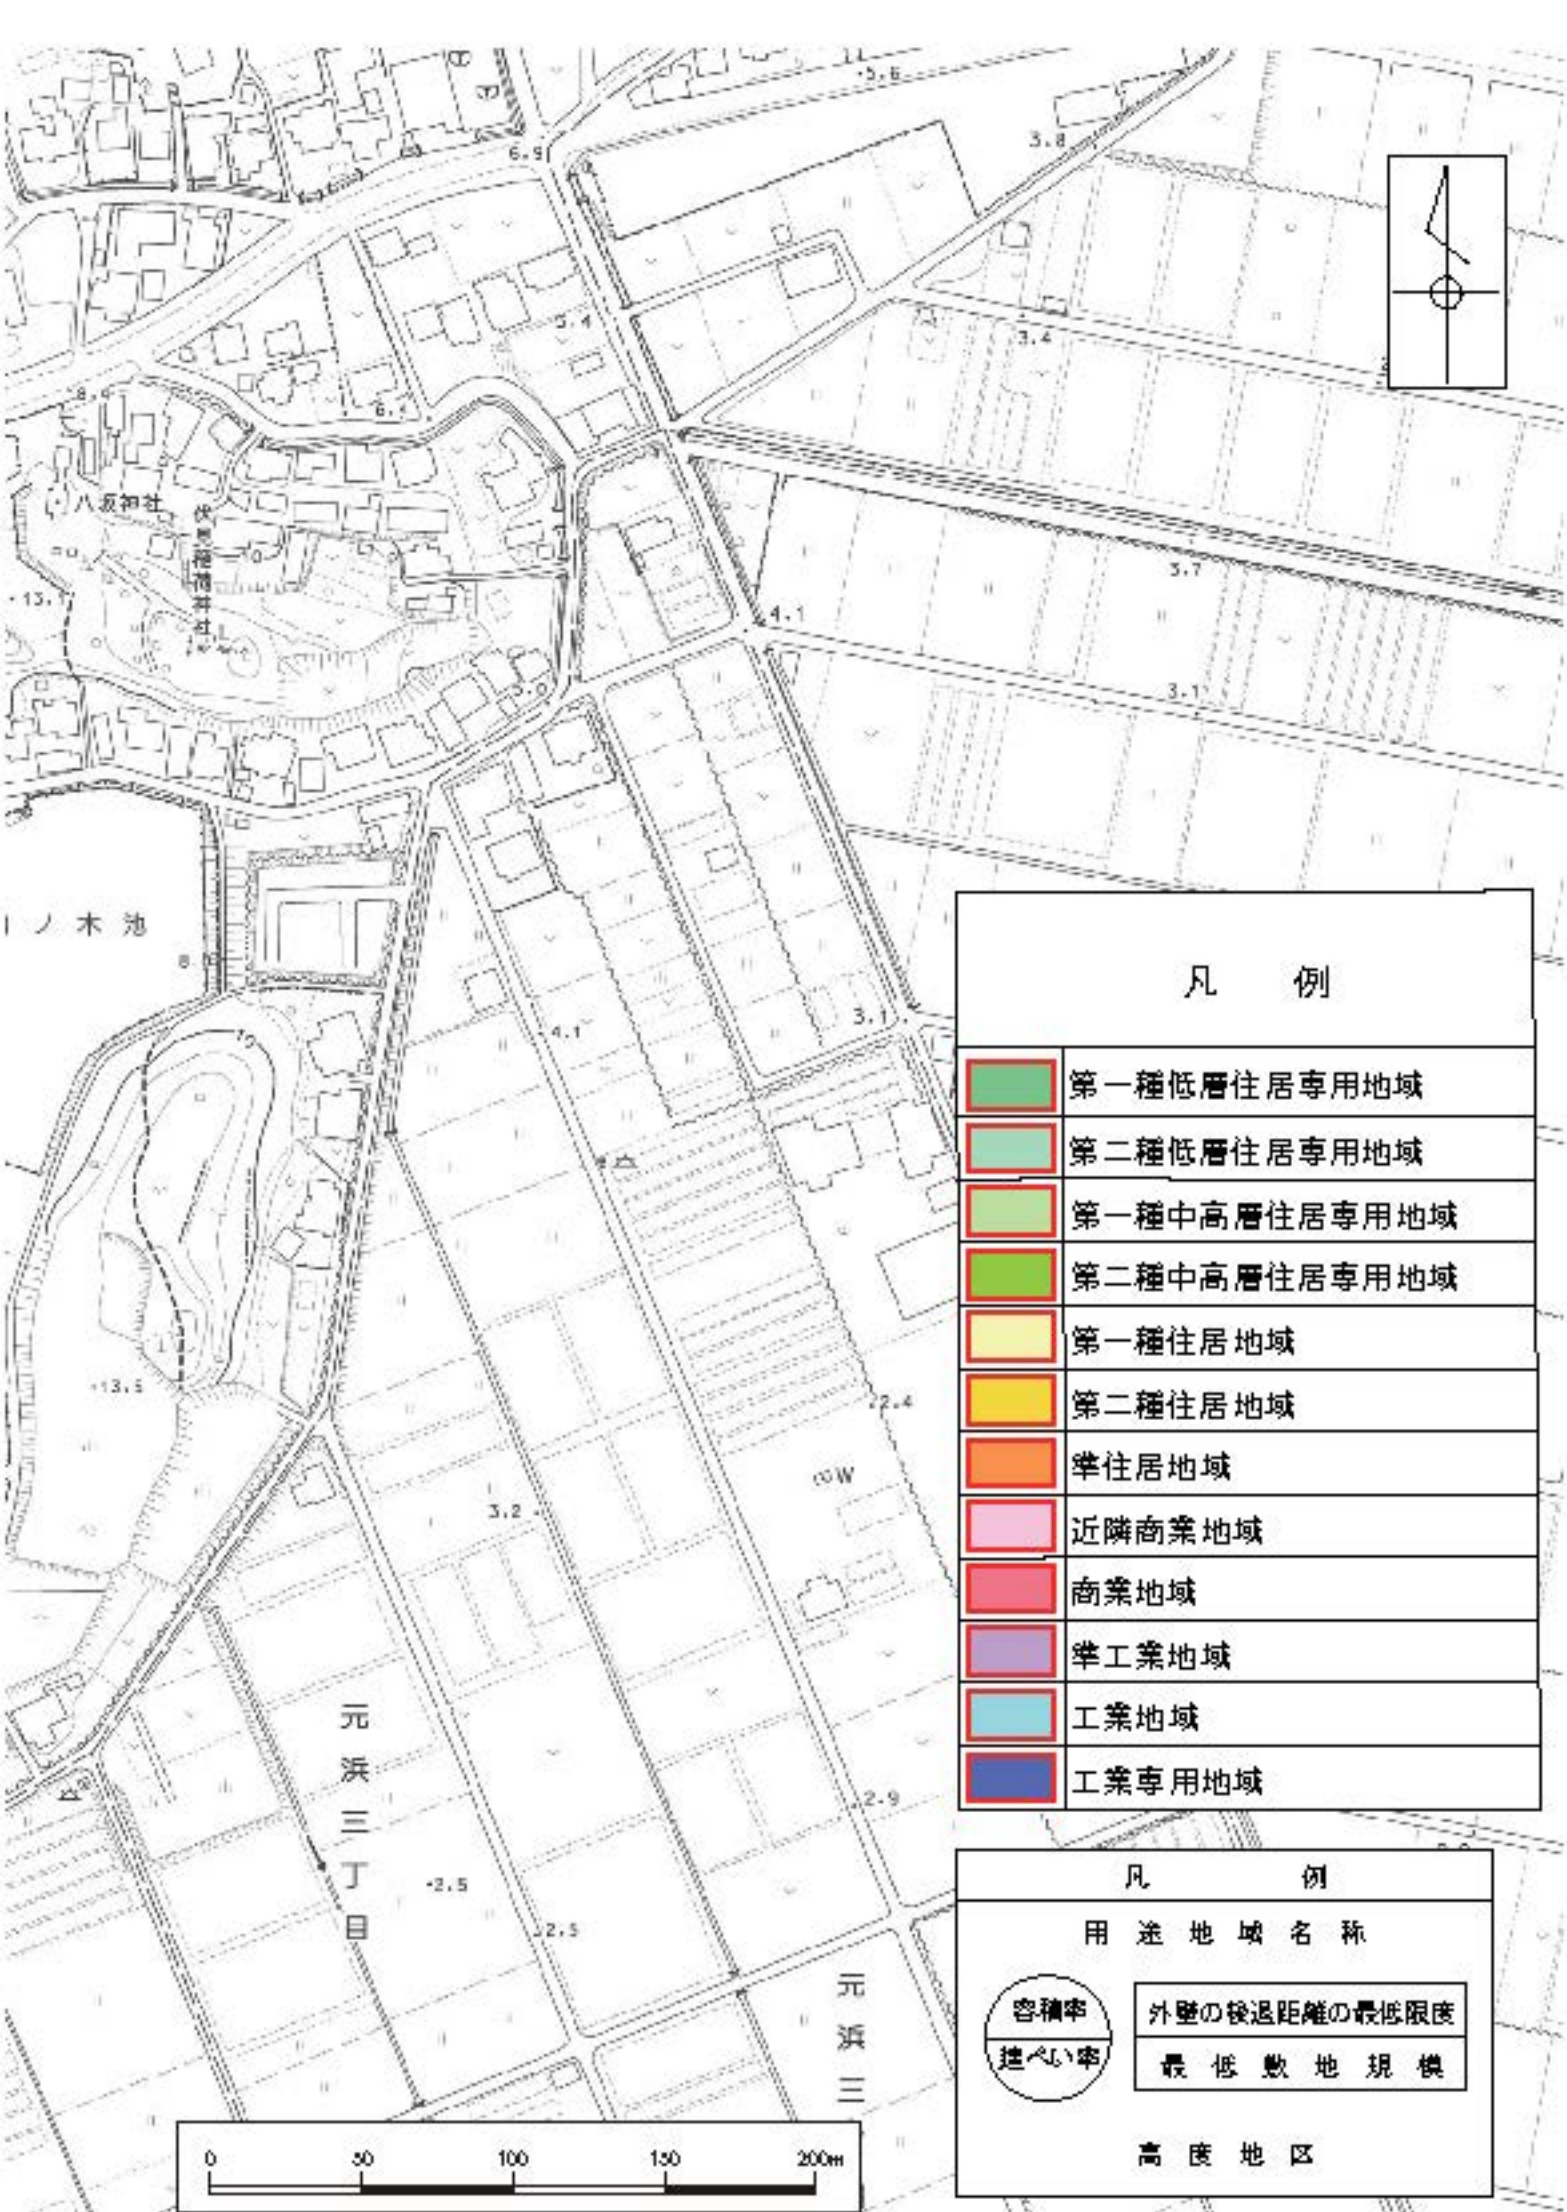 11
-5.6
6.9
3.8
5.4
3.4
8.4
6.4
八坂神社
伏見稲荷神社
3.7
-13.
4.1
3.1
3.0
ノ木池
8.
3.1
4.1
10
凡 例
第一種低層住居専用地域
第二種低層住居専用地域
第一種中高層住居専用地域
第二種中高層住居専用地域
第一種住居地域
第二種住居地域
準住居地域
近隣商業地域
商業地域
準工業地域
工業地域
工業専用地域
-13.5
2.4
W
3.2
元浜三丁目
2.9
-2.5
2.5
元浜三
凡 例
用途地域名称
容積率
建ぺい率
外壁の後退距離の最低限度
最低敷地規模
高度地区
0 50 100 150 200m